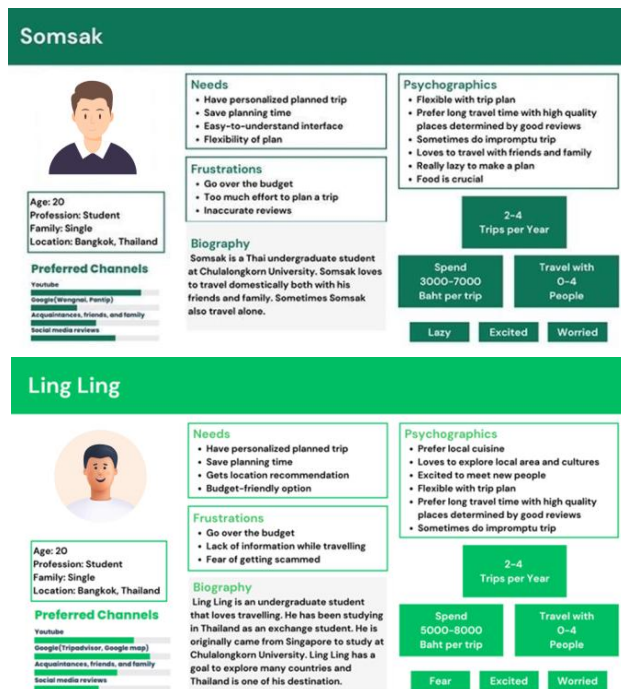 Somsak
Needs
• Have personalized planned trip
• Save planning time
• Easy-to-understand interface
• Flexibility of plan
Frustrations
• Go over the budget
• Too much effort to plan a trip
• Inaccurate reviews
Psychographics
• Flexible with trip plan
• Prefer long travel time with high quality
places determined by good reviews
• Sometimes do impromptu trip
• Loves to travel with friends and family
• Really lazy to make a plan
• Food is crucial
Age: 20
Profession: Student
Family: Single
Location: Bangkok, Thailand
Preferred Channels
Youtube
Google(Wongnai, Pantip)
Acquaintances, friends, and family
Social media reviews
Biography
Somsak is a Thai undergraduate student
at Chulalongkorn University. Somsak loves
to travel domestically both with his
friends and family. Sometimes Somsak
also travel alone.
2-4
Trips per Year
Spend
3000-7000
Baht per trip
Travel with
0-4
People
Lazy
Excited
Worried
Ling Ling
Needs
• Have personalized planned trip
• Save planning time
• Gets location recommendation
• Budget-friendly option
Frustrations
• Go over the budget
• Lack of information while travelling
• Fear of getting scammed
Psychographics
• Prefer local cuisine
• Loves to explore local area and cultures
• Excited to meet new people
• Flexible with trip plan
• Prefer long travel time with high quality
places determined by good reviews
• Sometimes do impromptu trip
Age: 20
Profession: Student
Family: Single
Location: Bangkok, Thailand
Preferred Channels
Youtube
Google(Tripadvisor, Google map)
Acquaintances, friends, and family
Social media reviews
Biography
Ling Ling is an undergraduate student
that loves travelling. He has been studying
in Thailand as an exchange student. He is
originally came from Singapore to study at
Chulalongkorn University. Ling Ling has a
goal to explore many countries and
Thailand is one of his destination.
2-4
Trips per Year
Spend
5000-8000
Baht per trip
Travel with
0-4
People
Fear
Excited
Worried